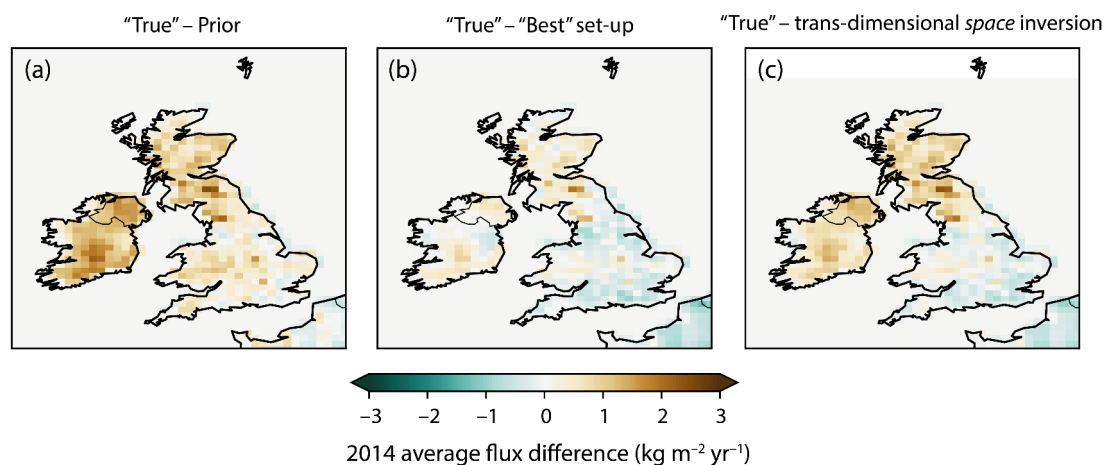 “True” – Prior
“True” – “Best” set-up
“True” – trans-dimensional space inversion
(a)
(b)
(c)
–3 –2 –1 0 1 2 3
2014 average flux difference (kg m⁻² yr⁻¹)